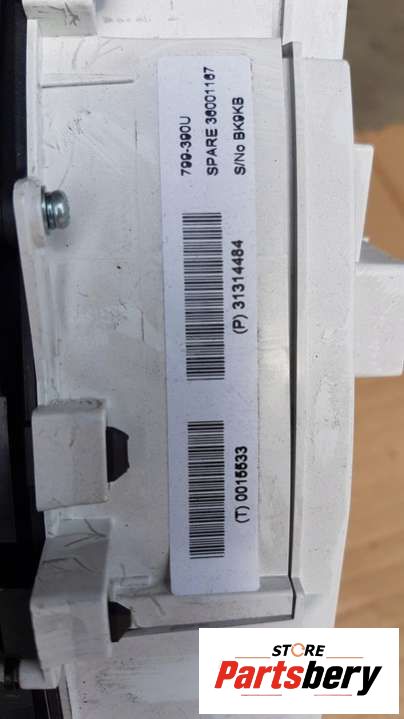 799-390U
SPARE 36001167
S/No BK9KB
(P) 31314484
(T) 0015533
STORE
Partsbery